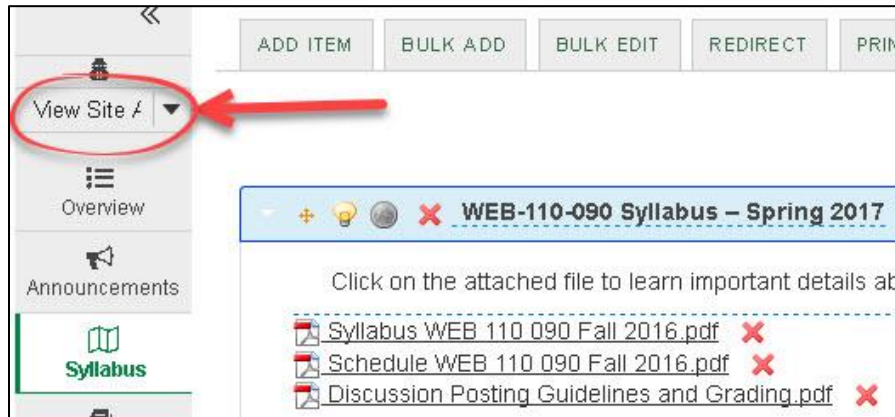 ADD ITEM BULK ADD BULK EDIT REDIRECT PRIN
View Site A
Overview
Announcements
Syllabus
WEB-110-090 Syllabus – Spring 2017
Click on the attached file to learn important details ab
Syllabus WEB 110 090 Fall 2016.pdf
Schedule WEB 110 090 Fall 2016.pdf
Discussion Posting Guidelines and Grading.pdf